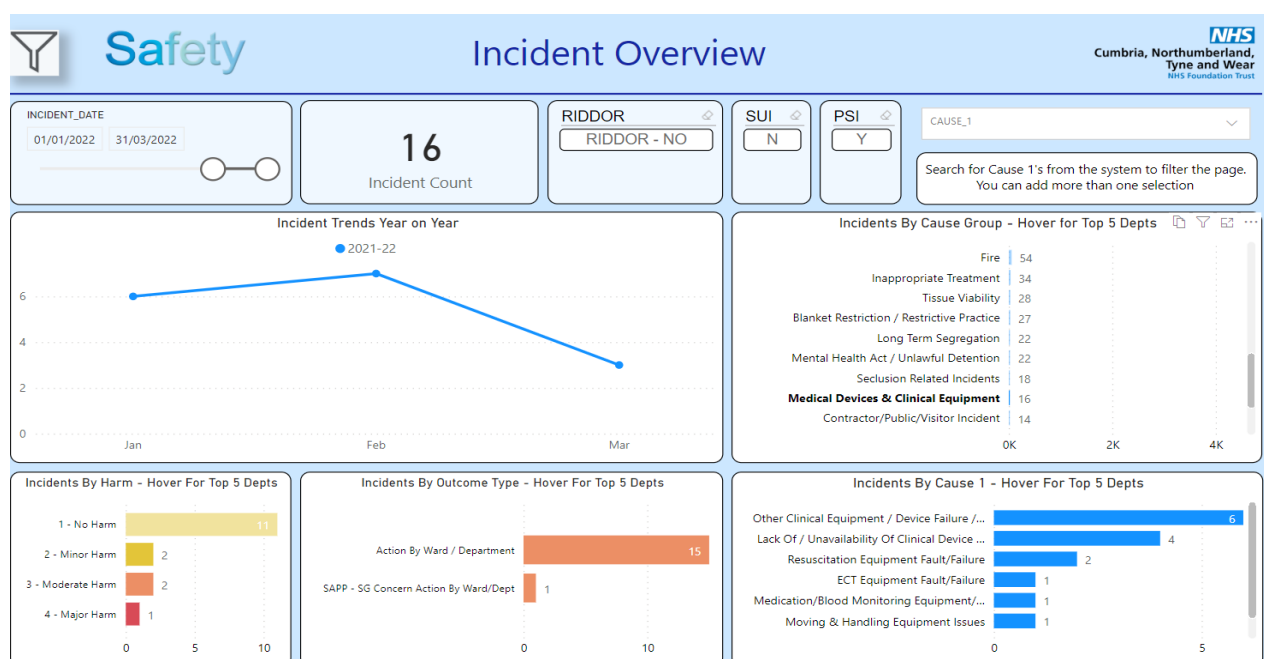 Safety
Incident Overview
NHS
Cumbria, Northumberland,
Tyne and Wear
NHS Foundation Trust
INCIDENT_DATE
01/01/2022 31/03/2022
16
Incident Count
RIDDOR
RIDDOR - NO
SUI
N
PSI
Y
CAUSE_1
Search for Cause 1's from the system to filter the page.
You can add more than one selection
Incident Trends Year on Year
2021-22
6
4
2
0
Jan Feb Mar
Incidents By Cause Group - Hover for Top 5 Depts
Fire 54
Inappropriate Treatment 34
Tissue Viability 28
Blanket Restriction / Restrictive Practice 27
Long Term Segregation 22
Mental Health Act / Unlawful Detention 22
Seclusion Related Incidents 18
Medical Devices & Clinical Equipment 16
Contractor/Public/Visitor Incident 14
0K 2K 4K
Incidents By Harm - Hover For Top 5 Depts
1 - No Harm 11
2 - Minor Harm 2
3 - Moderate Harm 2
4 - Major Harm 1
0 5 10
Incidents By Outcome Type - Hover For Top 5 Depts
Action By Ward / Department 15
SAPP - SG Concern Action By Ward/Dept 1
0 10
Incidents By Cause 1 - Hover For Top 5 Depts
Other Clinical Equipment / Device Failure /... 6
Lack Of / Unavailability Of Clinical Device ... 4
Resuscitation Equipment Fault/Failure 2
ECT Equipment Fault/Failure 1
Medication/Blood Monitoring Equipment/... 1
Moving & Handling Equipment Issues 1
0 5